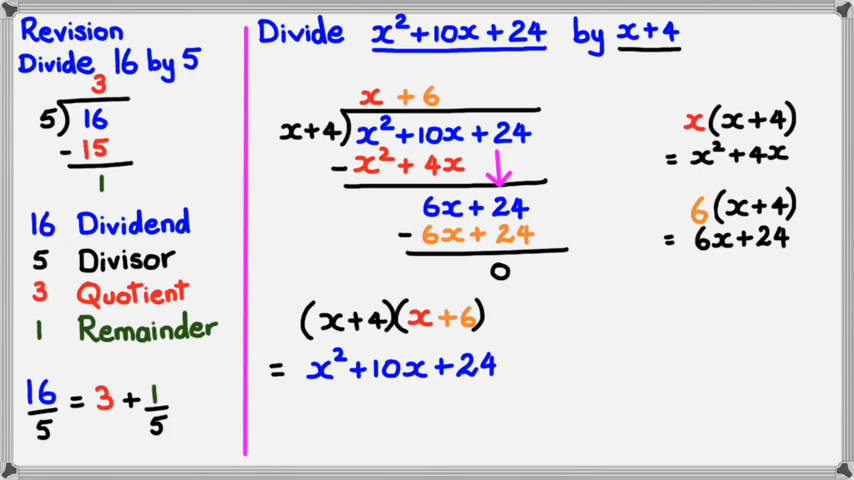 Revision
Divide 16 by 5
3
5) 16
- 15
1
16 Dividend
5 Divisor
3 Quotient
1 Remainder
16/5 = 3 + 1/5
Divide x²+10x+24 by x+4
x + 6
x+4) x²+10x+24
- x²+4x
6x+24
- 6x+24
0
x(x+4)
= x²+4x
6(x+4)
= 6x+24
(x+4)(x+6)
= x²+10x+24